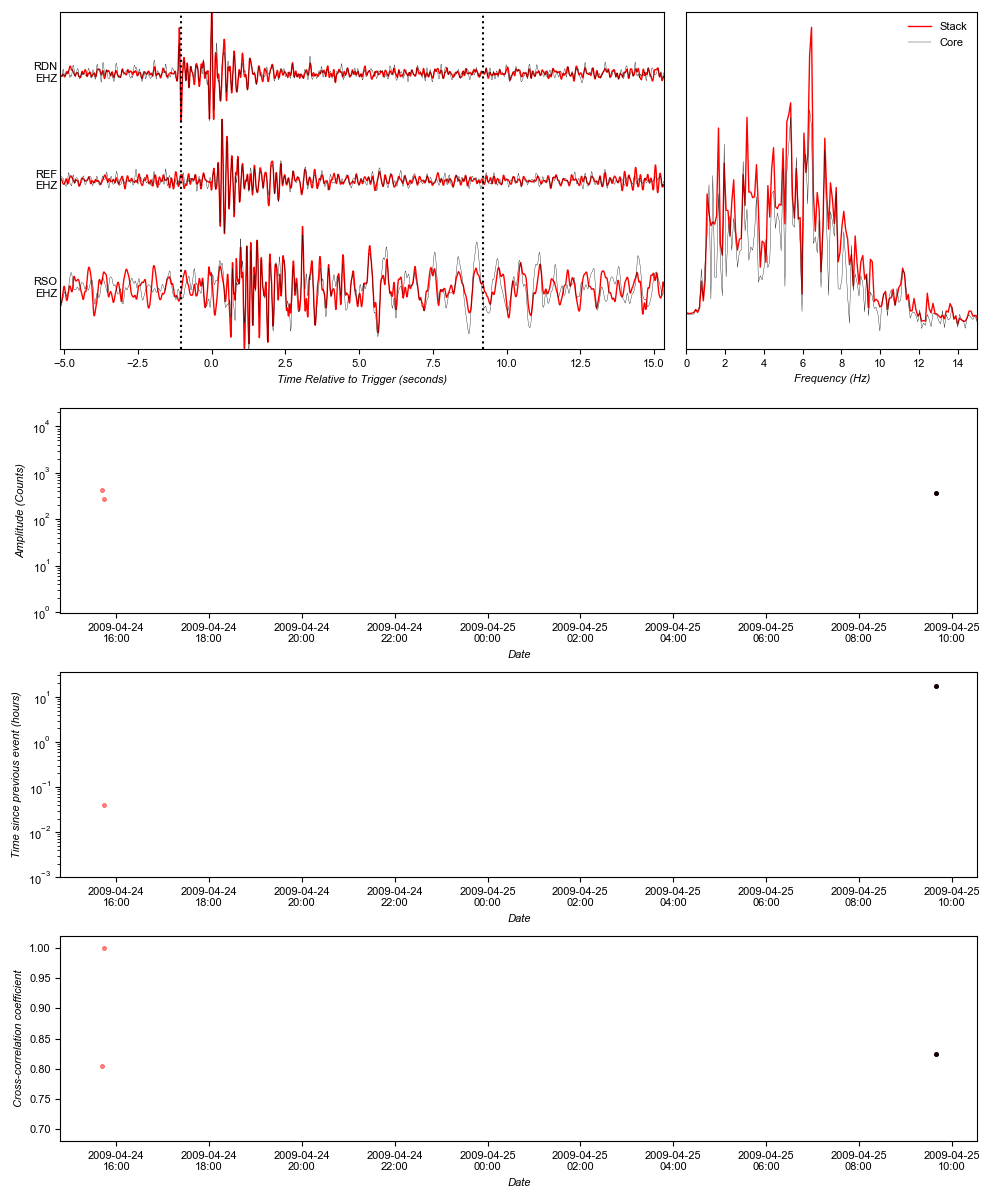 RDN
EHZ
REF
EHZ
RSO
EHZ
−5.0 −2.5 0.0 2.5 5.0 7.5 10.0 12.5 15.0
Time Relative to Trigger (seconds)
Stack
Core
0 2 4 6 8 10 12 14
Frequency (Hz)
10⁴
10³
10²
10¹
10⁰
Amplitude (Counts)
2009-04-24 2009-04-24 2009-04-24 2009-04-24 2009-04-25 2009-04-25 2009-04-25 2009-04-25 2009-04-25 2009-04-25
16:00 18:00 20:00 22:00 00:00 02:00 04:00 06:00 08:00 10:00
Date
10¹
10⁰
10⁻¹
10⁻²
10⁻³
Time since previous event (hours)
2009-04-24 2009-04-24 2009-04-24 2009-04-24 2009-04-25 2009-04-25 2009-04-25 2009-04-25 2009-04-25 2009-04-25
16:00 18:00 20:00 22:00 00:00 02:00 04:00 06:00 08:00 10:00
Date
1.00
0.95
0.90
0.85
0.80
0.75
0.70
Cross-correlation coefficient
2009-04-24 2009-04-24 2009-04-24 2009-04-24 2009-04-25 2009-04-25 2009-04-25 2009-04-25 2009-04-25 2009-04-25
16:00 18:00 20:00 22:00 00:00 02:00 04:00 06:00 08:00 10:00
Date